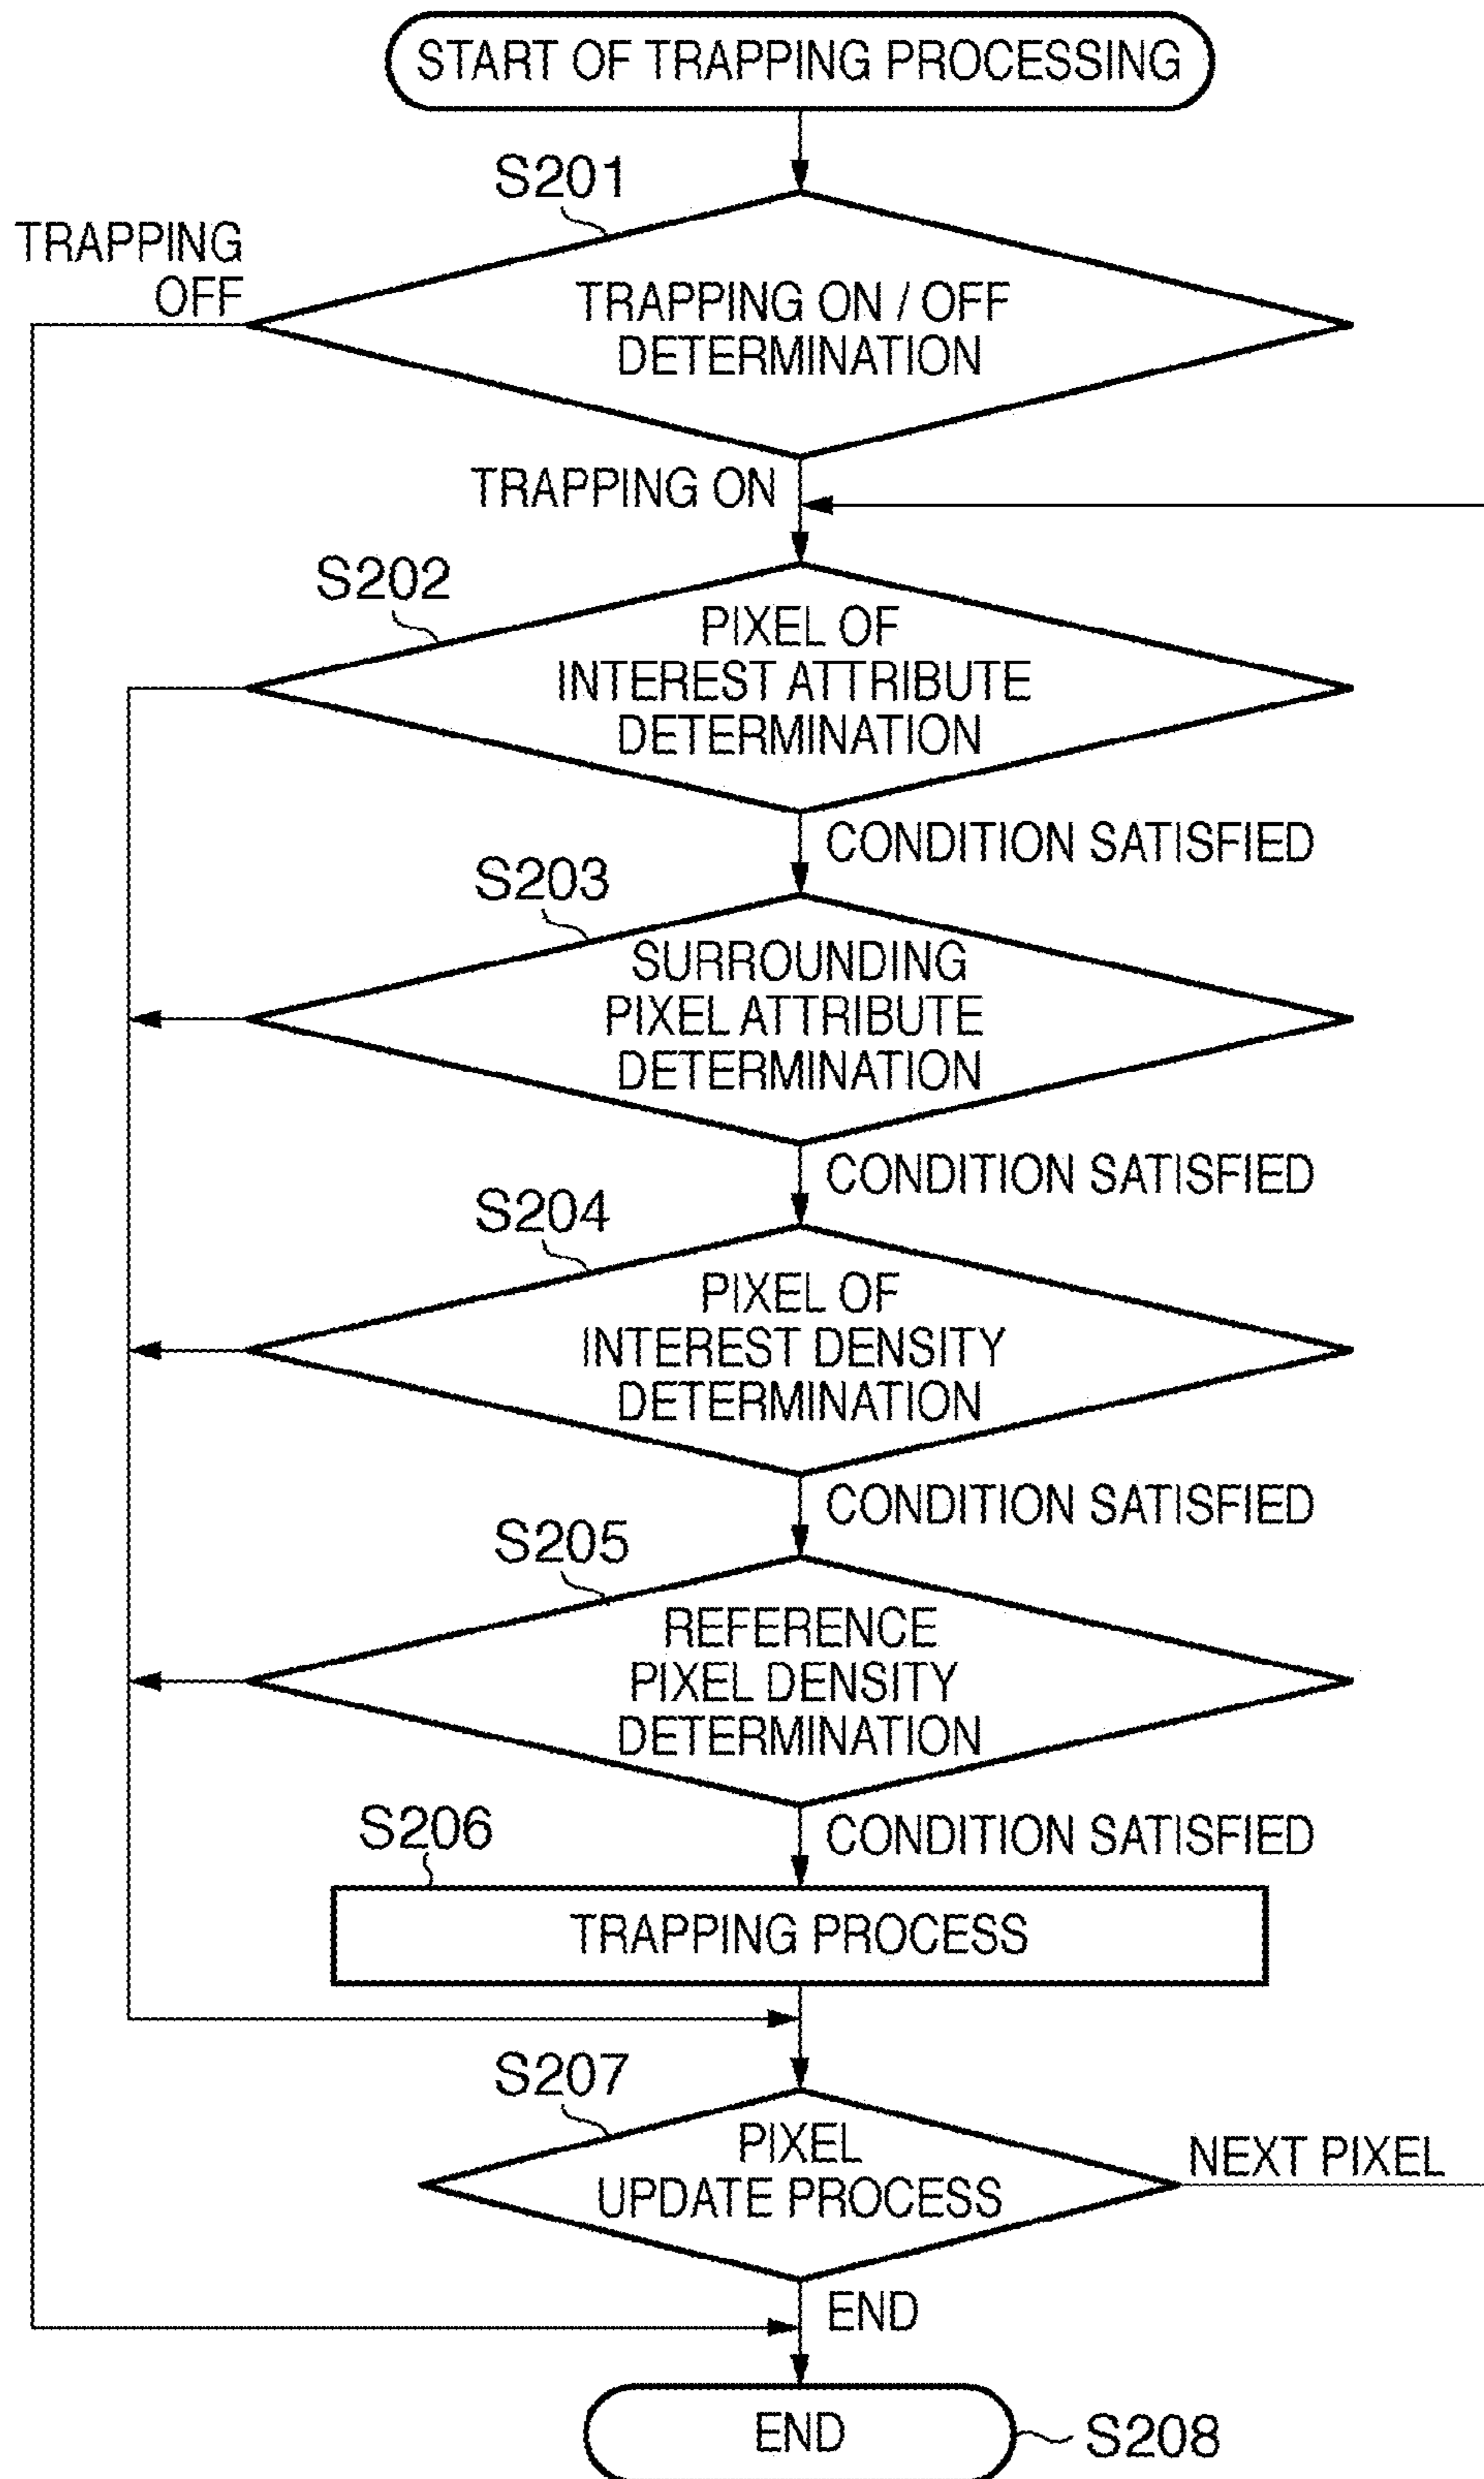 START OF TRAPPING PROCESSING
S201
TRAPPING
OFF
TRAPPING ON / OFF
DETERMINATION
TRAPPING ON
S202
PIXEL OF
INTEREST ATTRIBUTE
DETERMINATION
CONDITION SATISFIED
S203
SURROUNDING
PIXEL ATTRIBUTE
DETERMINATION
CONDITION SATISFIED
S204
PIXEL OF
INTEREST DENSITY
DETERMINATION
CONDITION SATISFIED
S205
REFERENCE
PIXEL DENSITY
DETERMINATION
CONDITION SATISFIED
S206
TRAPPING PROCESS
S207
PIXEL
UPDATE PROCESS
NEXT PIXEL
END
END
S208